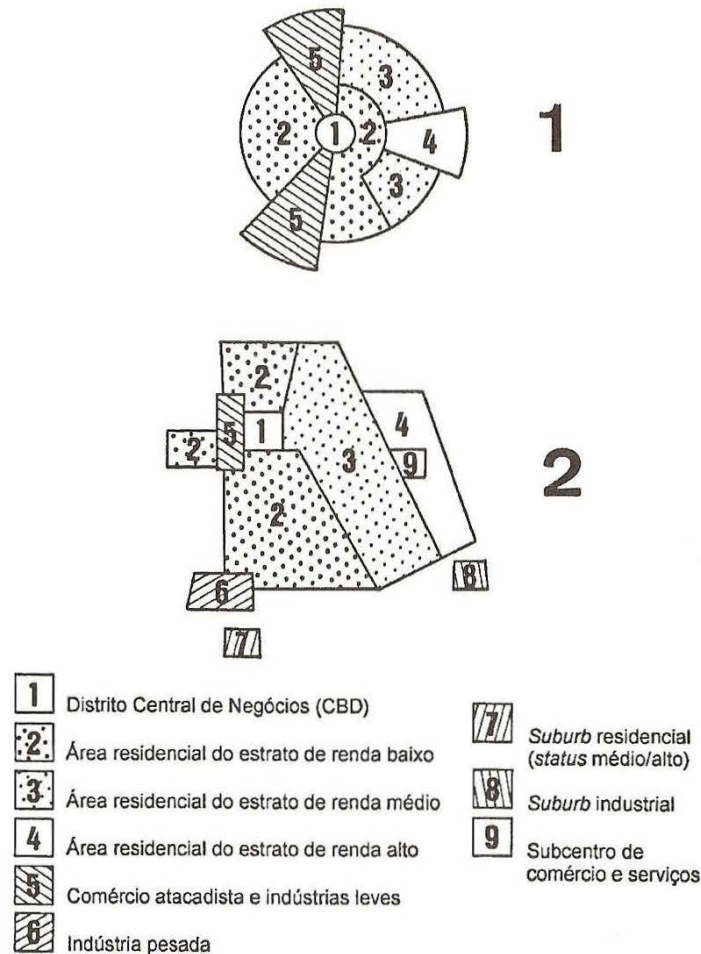 5
3
2
1
2
4
3
5
1
2
5
1
4
2
3
9
2
6
8
7
2
1 Distrito Central de Negócios (CBD)
2 Área residencial do estrato de renda baixo
3 Área residencial do estrato de renda médio
4 Área residencial do estrato de renda alto
5 Comércio atacadista e indústrias leves
6 Indústria pesada
7 Suburb residencial
(status médio/alto)
8 Suburb industrial
9 Subcentro de
comércio e serviços